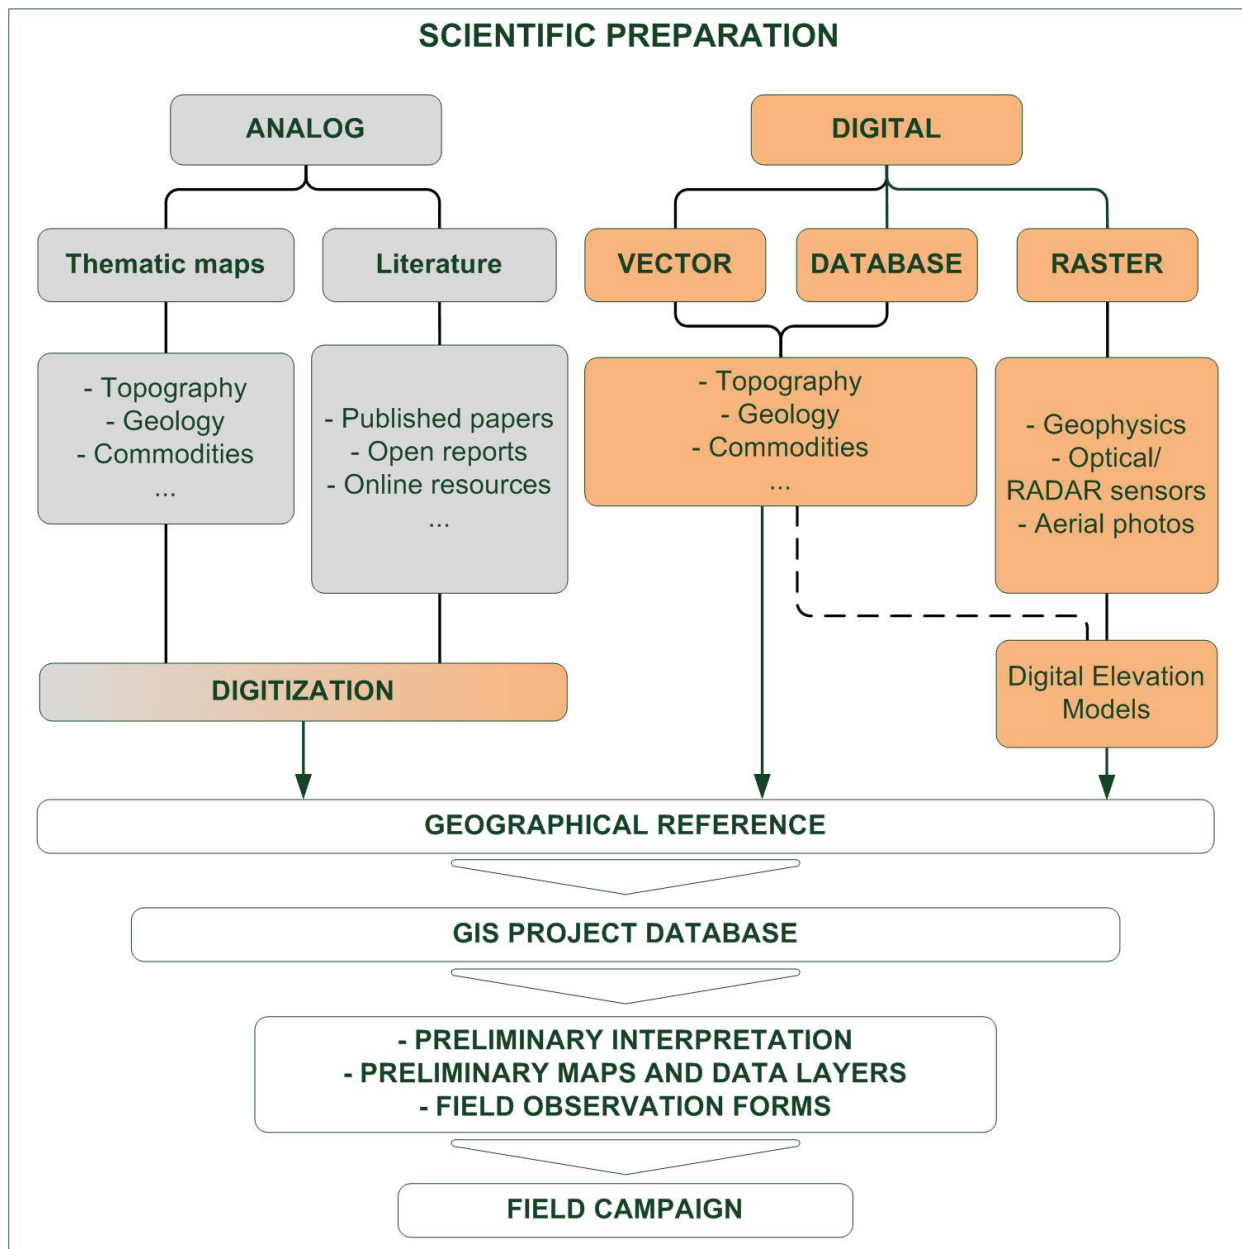 SCIENTIFIC PREPARATION
ANALOG
DIGITAL
Thematic maps
Literature
VECTOR
DATABASE
RASTER
- Topography
- Geology
- Commodities
...
- Published papers
- Open reports
- Online resources
...
- Topography
- Geology
- Commodities
...
- Geophysics
- Optical/
RADAR sensors
- Aerial photos
Digital Elevation
Models
DIGITIZATION
GEOGRAPHICAL REFERENCE
GIS PROJECT DATABASE
- PRELIMINARY INTERPRETATION
- PRELIMINARY MAPS AND DATA LAYERS
- FIELD OBSERVATION FORMS
FIELD CAMPAIGN